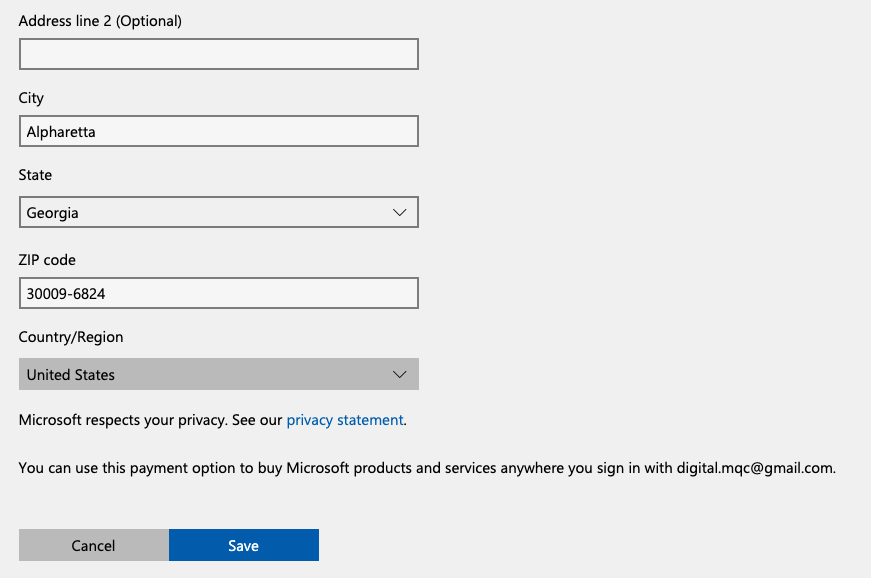 Address line 2 (Optional)
City
Alpharetta
State
Georgia
ZIP code
30009-6824
Country/Region
United States
Microsoft respects your privacy. See our privacy statement.
You can use this payment option to buy Microsoft products and services anywhere you sign in with digital.mqc@gmail.com.
Cancel Save